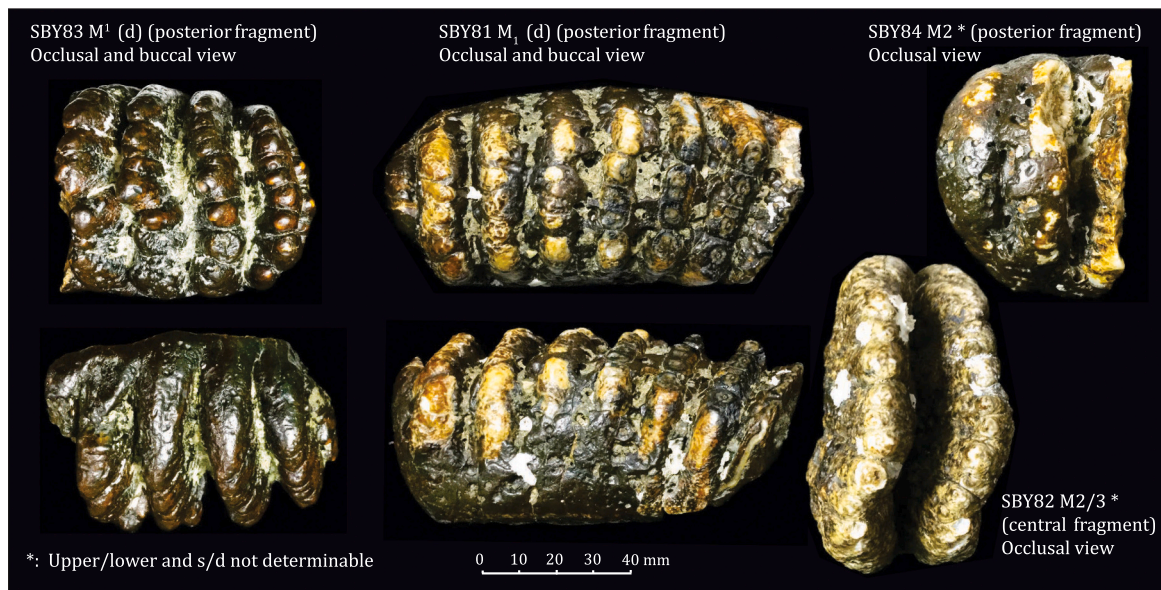 SBY83 M¹ (d) (posterior fragment)
Occlusal and buccal view
SBY81 M₁ (d) (posterior fragment)
Occlusal and buccal view
SBY84 M2 * (posterior fragment)
Occlusal view
SBY82 M2/3 *
(central fragment)
Occlusal view
*: Upper/lower and s/d not determinable
0 10 20 30 40 mm